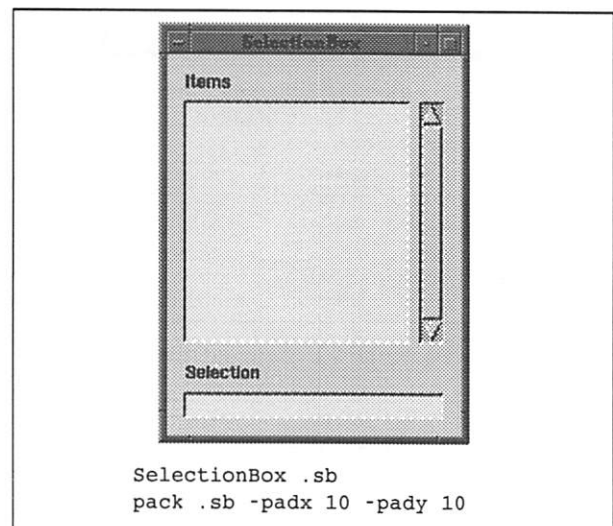 SelectionBox
Items
Selection
SelectionBox .sb
pack .sb -padx 10 -pady 10